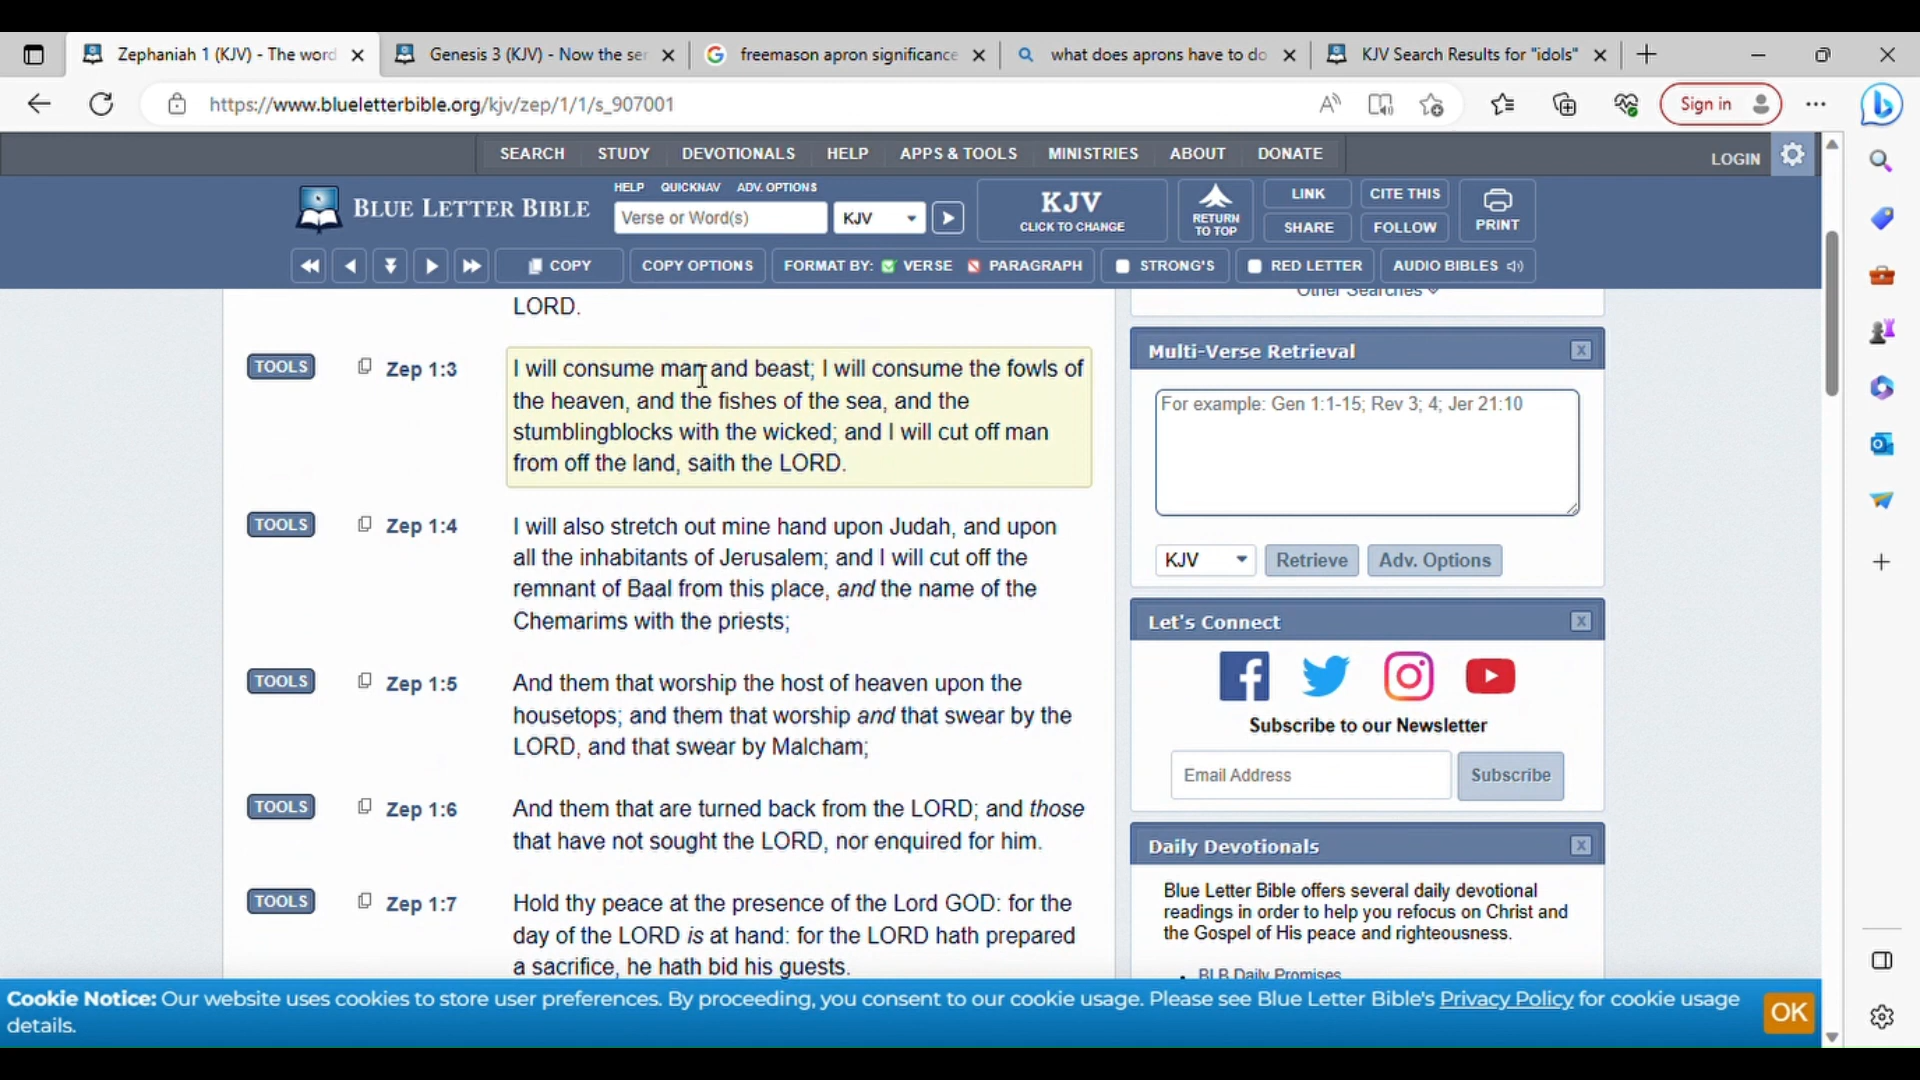 Zephaniah 1 (KJV) - The word
Genesis 3 (KJV) - Now the ser
freemason apron significance
what does aprons have to do
KJV Search Results for "idols"
https://www.blueletterbible.org/kjv/zep/1/1/s_907001
Sign in
SEARCH STUDY DEVOTIONALS HELP APPS & TOOLS MINISTRIES ABOUT DONATE
LOGIN
BLUE LETTER BIBLE
HELP QUICKNAV ADV. OPTIONS
Verse or Word(s)
KJV
KJV
CLICK TO CHANGE
RETURN
TO TOP
LINK
CITE THIS
SHARE
FOLLOW
PRINT
COPY
COPY OPTIONS
FORMAT BY: VERSE PARAGRAPH
STRONG'S
RED LETTER
AUDIO BIBLES
LORD.
TOOLS
Zep 1:3
I will consume man and beast; I will consume the fowls of
the heaven, and the fishes of the sea, and the
stumblingblocks with the wicked; and I will cut off man
from off the land, saith the LORD.
TOOLS
Zep 1:4
I will also stretch out mine hand upon Judah, and upon
all the inhabitants of Jerusalem; and I will cut off the
remnant of Baal from this place, and the name of the
Chemarims with the priests;
TOOLS
Zep 1:5
And them that worship the host of heaven upon the
housetops; and them that worship and that swear by the
LORD, and that swear by Malcham;
TOOLS
Zep 1:6
And them that are turned back from the LORD; and those
that have not sought the LORD, nor enquired for him.
TOOLS
Zep 1:7
Hold thy peace at the presence of the Lord GOD: for the
day of the LORD is at hand: for the LORD hath prepared
a sacrifice, he hath bid his guests.
Other Searches
Multi-Verse Retrieval
For example: Gen 1:1-15; Rev 3; 4; Jer 21:10
KJV
Retrieve
Adv. Options
Let's Connect
Subscribe to our Newsletter
Email Address
Subscribe
Daily Devotionals
Blue Letter Bible offers several daily devotional
readings in order to help you refocus on Christ and
the Gospel of His peace and righteousness.
BLB Daily Promises
Cookie Notice: Our website uses cookies to store user preferences. By proceeding, you consent to our cookie usage. Please see Blue Letter Bible's Privacy Policy for cookie usage
details.
OK